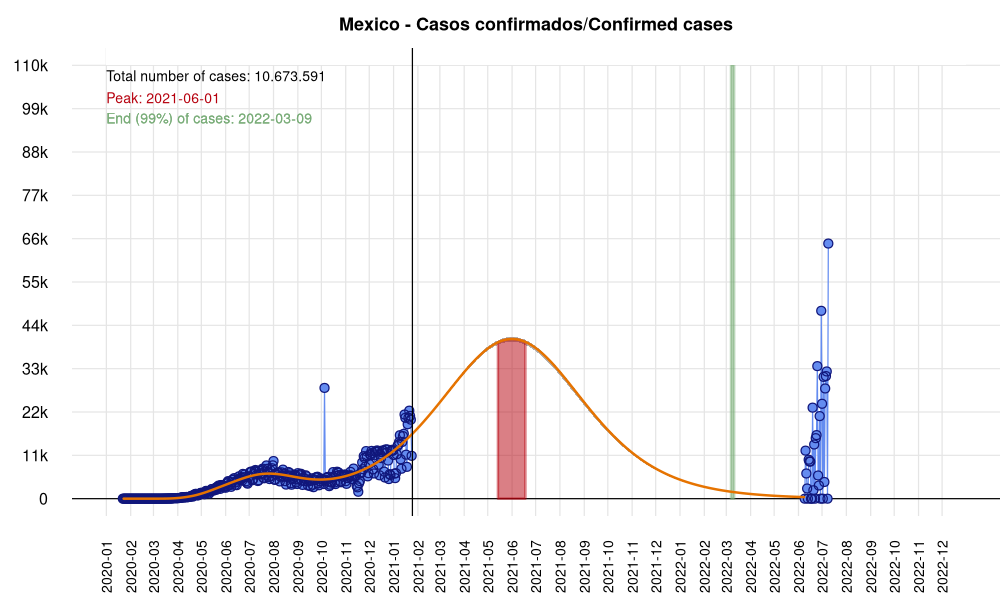 Mexico - Casos confirmados/Confirmed cases
Total number of cases: 10.673.591
Peak: 2021-06-01
End (99%) of cases: 2022-03-09
110k
99k
88k
77k
66k
55k
44k
33k
22k
11k
0
2020-01
2020-02
2020-03
2020-04
2020-05
2020-06
2020-07
2020-08
2020-09
2020-10
2020-11
2020-12
2021-01
2021-02
2021-03
2021-04
2021-05
2021-06
2021-07
2021-08
2021-09
2021-10
2021-11
2021-12
2022-01
2022-02
2022-03
2022-04
2022-05
2022-06
2022-07
2022-08
2022-09
2022-10
2022-11
2022-12